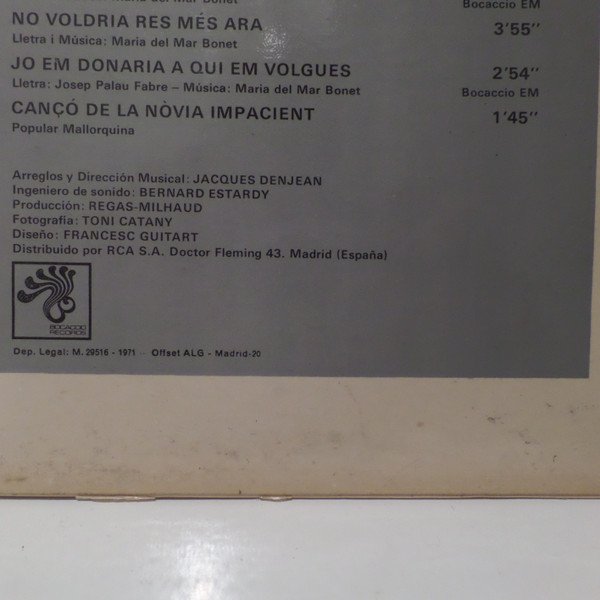 Maria del Mar Bonet
Bocaccio EM
NO VOLDRIA RES MÉS ARA 3'55"
Lletra i Música: Maria del Mar Bonet
JO EM DONARIA A QUI EM VOLGUES 2'54"
Lletra: Josep Palau Fabre – Música: Maria del Mar Bonet Bocaccio EM
CANÇÓ DE LA NÒVIA IMPACIENT 1'45"
Popular Mallorquina
Arreglos y Dirección Musical: JACQUES DENJEAN
Ingeniero de sonido: BERNARD ESTARDY
Producción: REGAS-MILHAUD
Fotografía: TONI CATANY
Diseño: FRANCESC GUITART
Distribuido por RCA S.A. Doctor Fleming 43. Madrid (España)
BOCACCIO
RECORDS
Dep. Legal: M. 29516 - 1971 - Offset ALG - Madrid-20